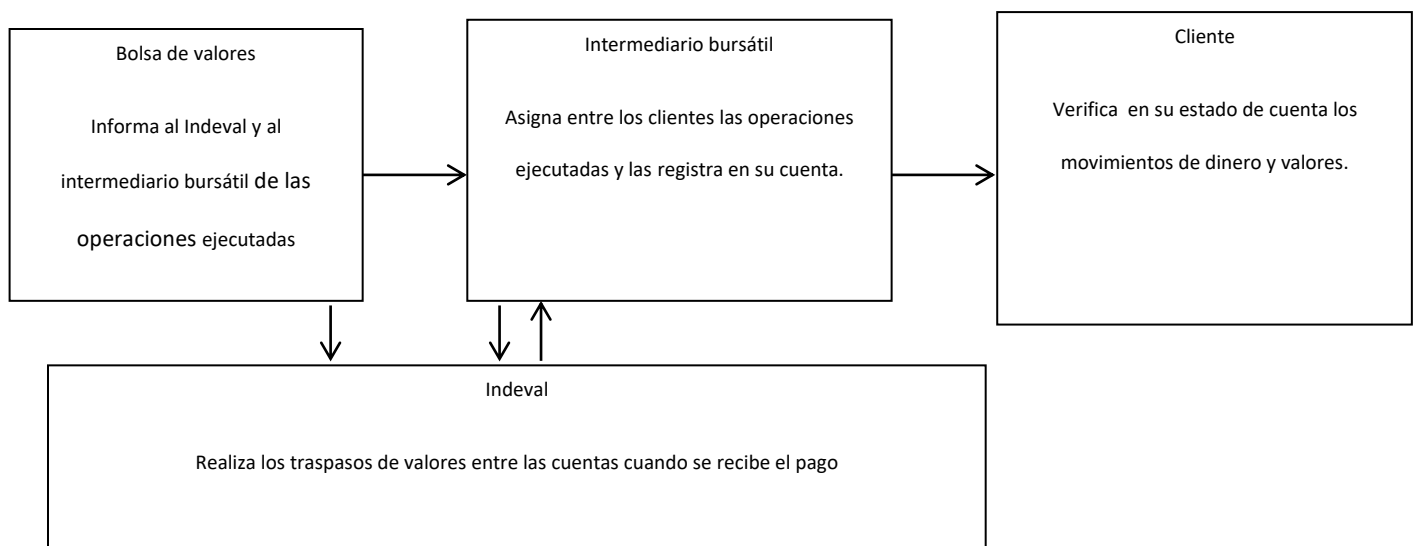 Bolsa de valores
Informa al Indeval y al
intermediario bursátil de las
operaciones ejecutadas
Intermediario bursátil
Asigna entre los clientes las operaciones
ejecutadas y las registra en su cuenta.
Cliente
Verifica en su estado de cuenta los
movimientos de dinero y valores.
Indeval
Realiza los traspasos de valores entre las cuentas cuando se recibe el pago